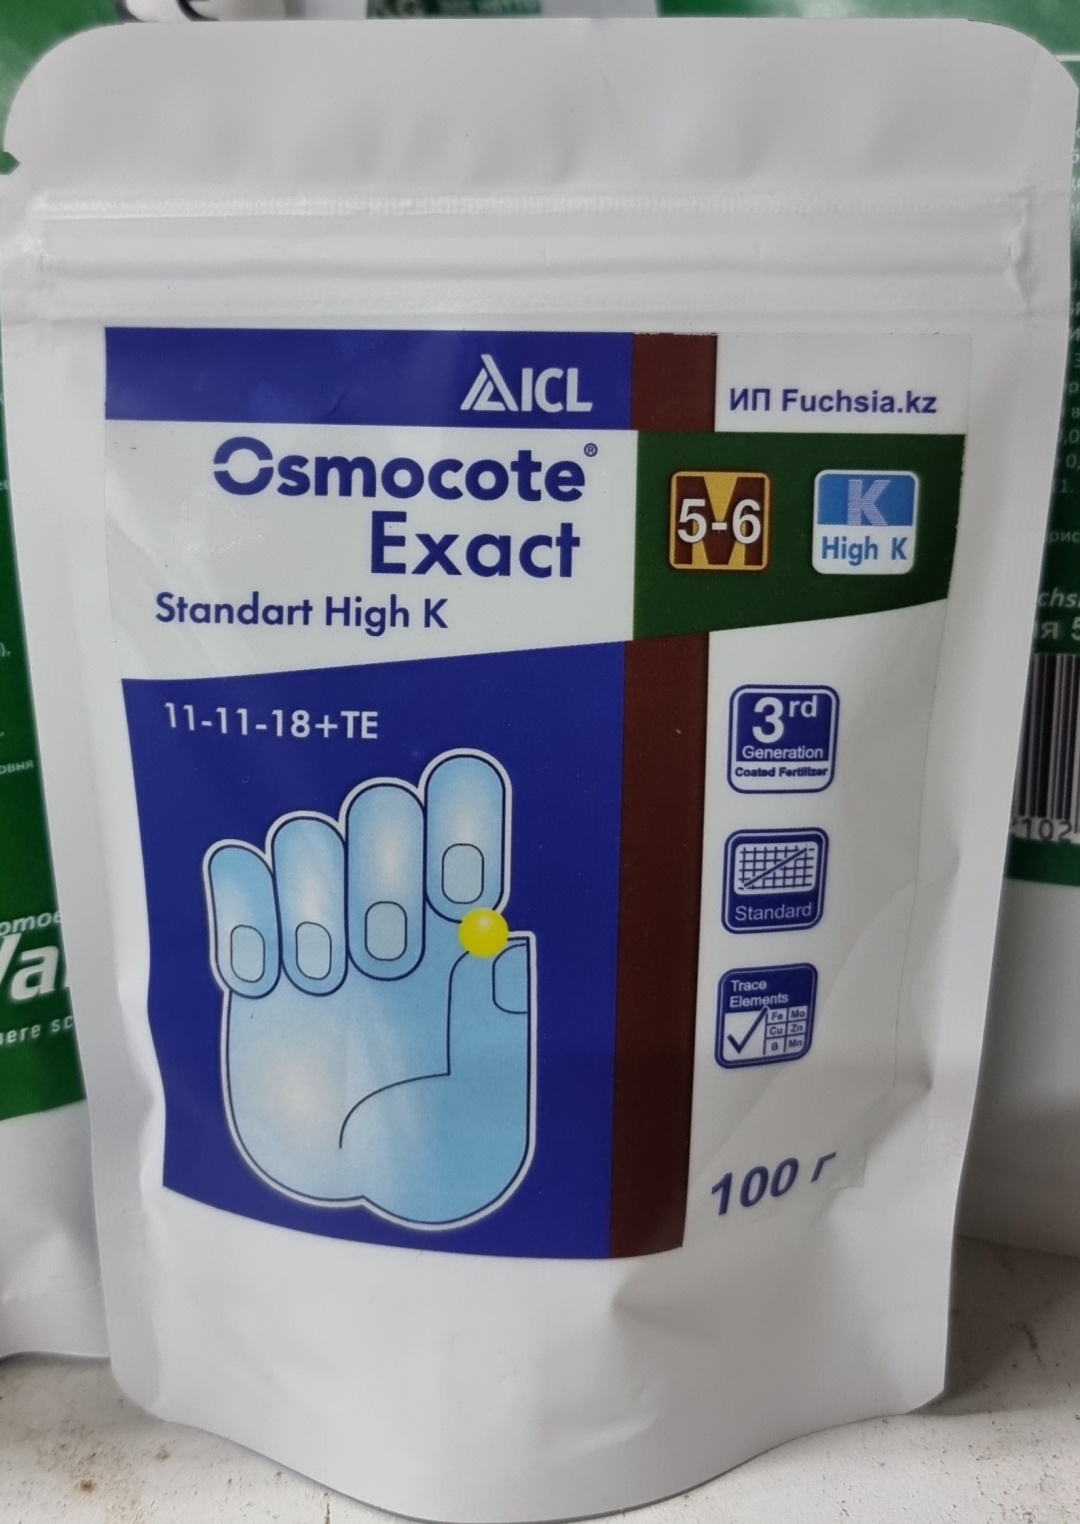 ICL
ИП Fuchsia.kz
Osmocote®
Exact
Standart High K
5-6
K
High K
11-11-18+TE
3rd
Generation
Coated Fertilizer
Standard
Trace
Elements
Fe Mo
Cu Zn
B Mn
100 г